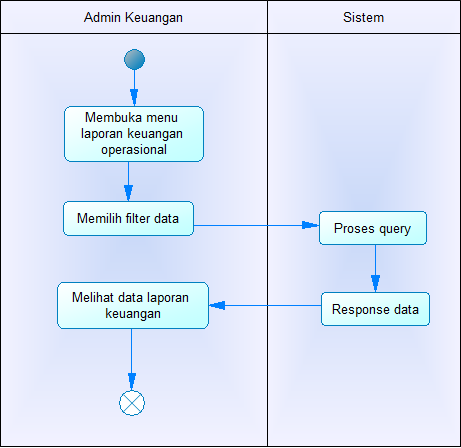 Admin Keuangan
Sistem
Membuka menu
laporan keuangan
operasional
Memilih filter data
Proses query
Melihat data laporan
keuangan
Response data